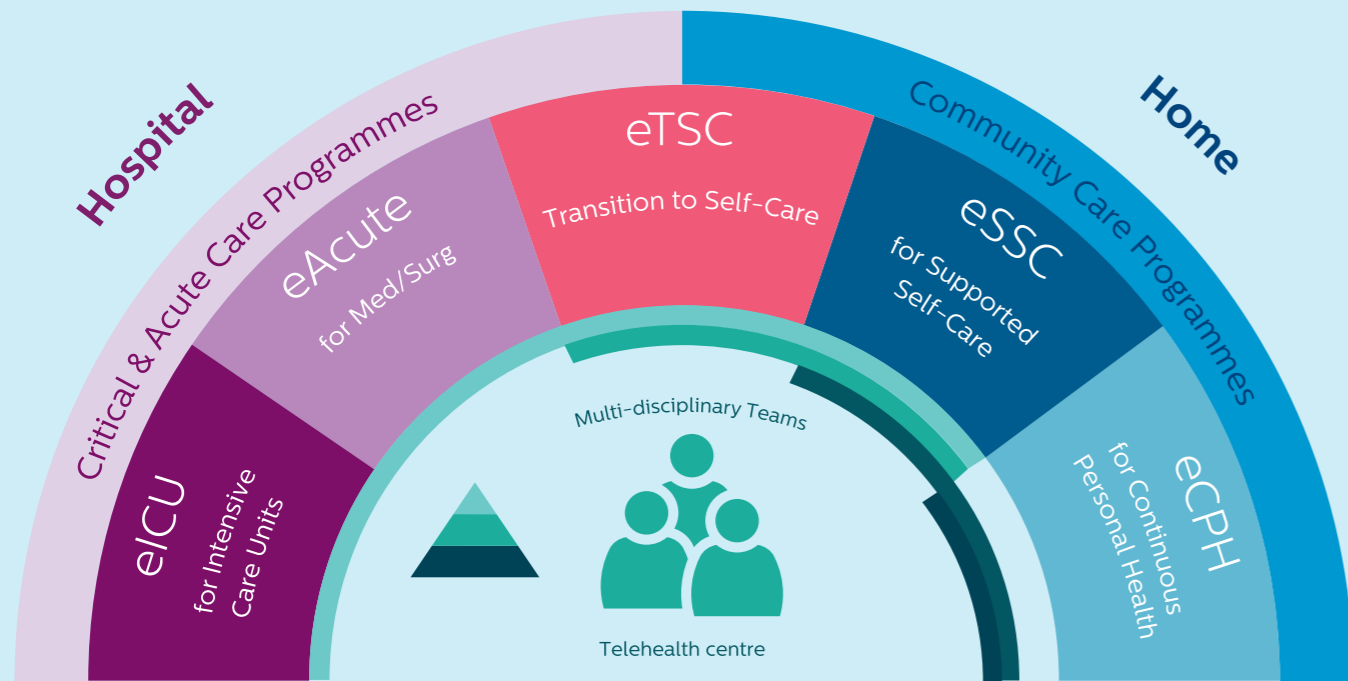 Hospital
Home
Critical & Acute Care Programmes
Community Care Programmes
eICU
for Intensive
Care Units
eAcute
for Med/Surg
eTSC
Transition to Self-Care
eSSC
for Supported
Self-Care
eCPH
for Continuous
Personal Health
Multi-disciplinary Teams
Telehealth centre